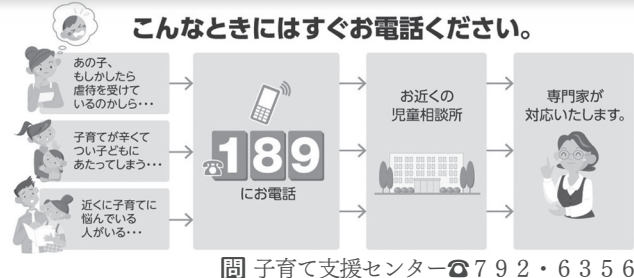 こんなときにはすぐお電話ください。
あの子、
もしかしたら
虐待を受けて
いるのかしら・・・
子育てが辛くて
つい子どもに
あたってしまう・・・
近くに子育てに
悩んでいる
人がいる・・・
☎189
にお電話
お近くの
児童相談所
専門家が
対応いたします。
問 子育て支援センター☎792・6356